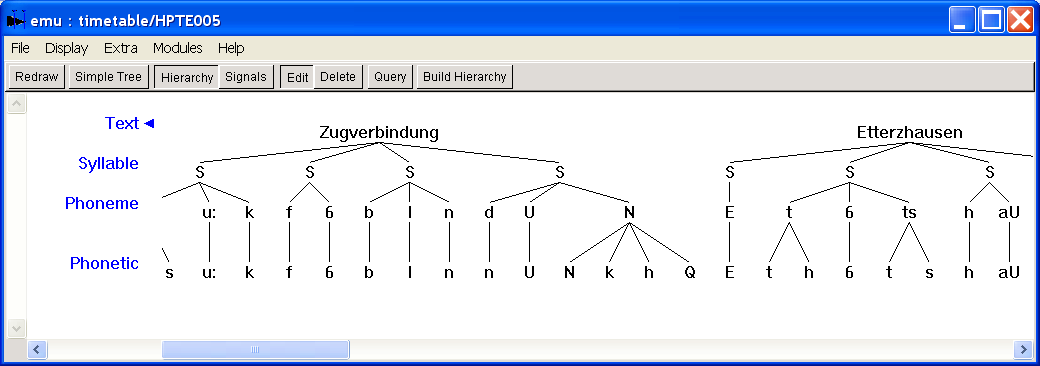 emu : timetable/HPTE005
File Display Extra Modules Help
Redraw Simple Tree Hierarchy Signals Edit Delete Query Build Hierarchy
Text Zugverbindung Etterzhausen
Syllable S S S S S S S
Phoneme u: k f 6 b I n d U N E t 6 ts h aU
Phonetic s u: k f 6 b I n n U N k h Q E t h 6 t s h aU